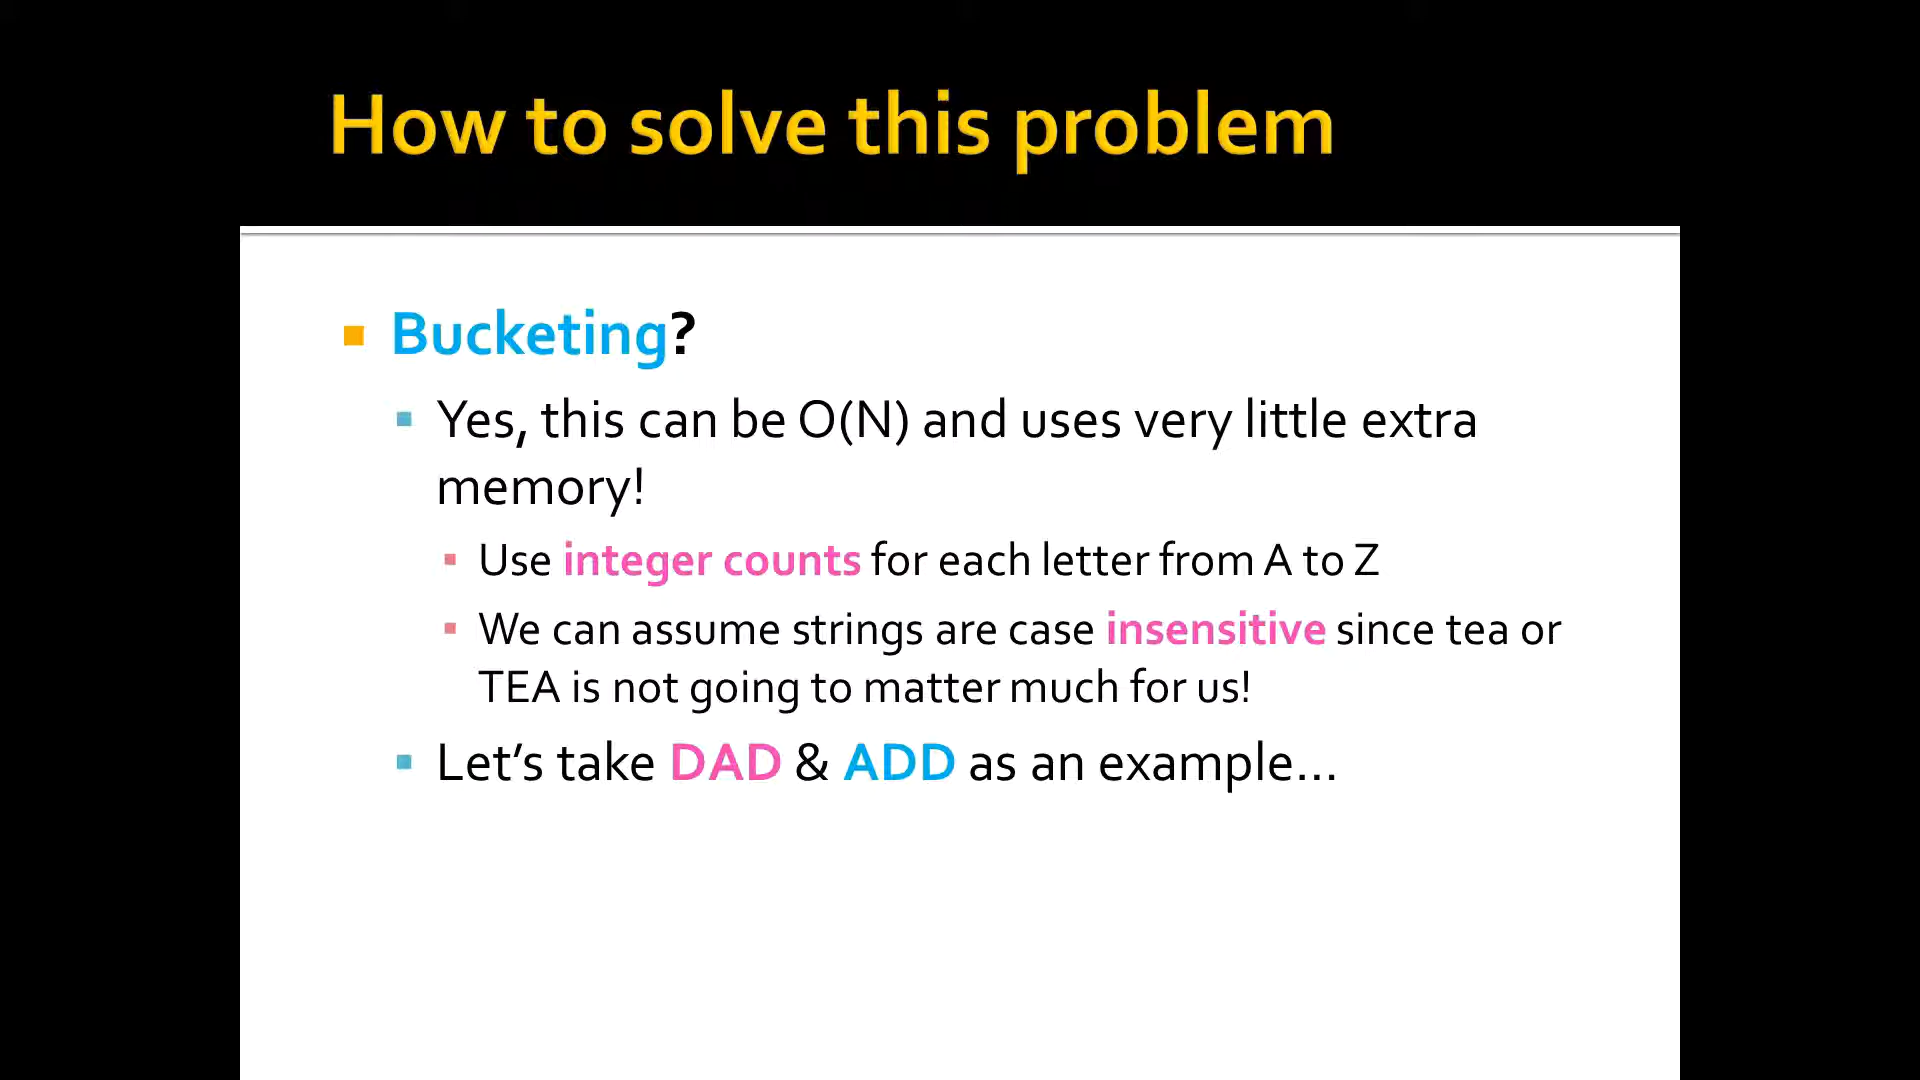 How to solve this problem
Bucketing?
Yes, this can be O(N) and uses very little extra
memory!
Use integer counts for each letter from A to Z
We can assume strings are case insensitive since tea or
TEA is not going to matter much for us!
Let’s take DAD & ADD as an example…